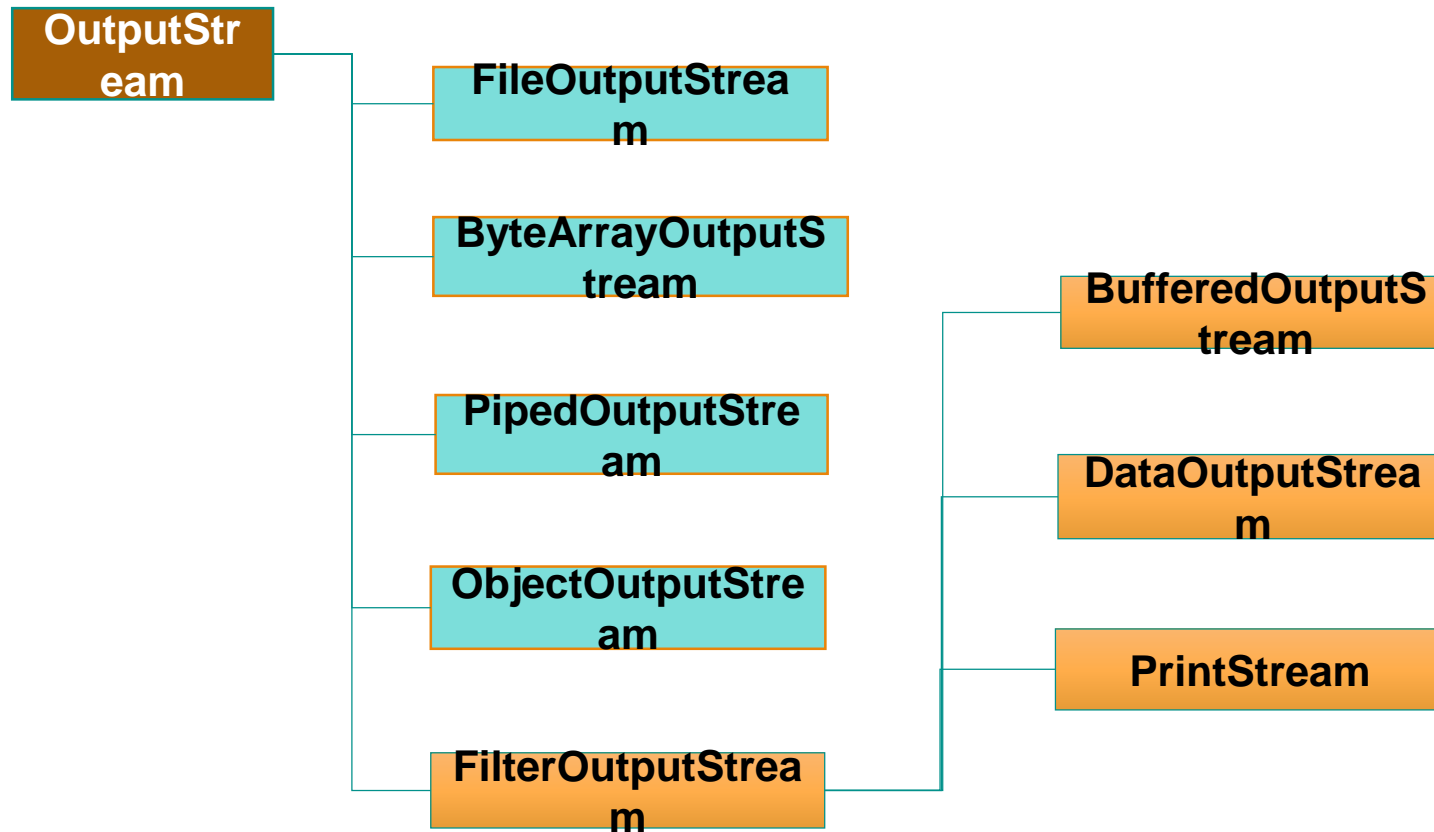 OutputStr
eam
FileOutputStrea
m
ByteArrayOutputS
tream
PipedOutputStre
am
ObjectOutputStre
am
FilterOutputStrea
m
BufferedOutputS
tream
DataOutputStrea
m
PrintStream